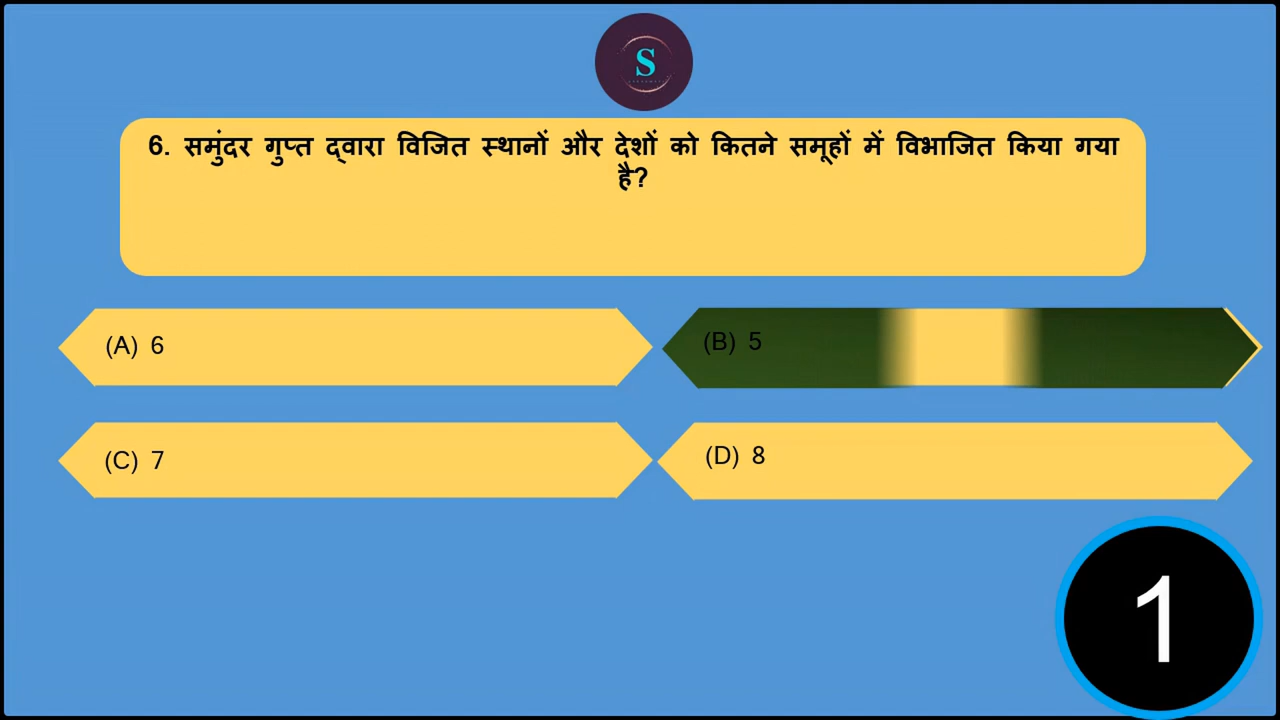 S
6. समुंदर गुप्त द्वारा विजित स्थानों और देशों को कितने समूहों में विभाजित किया गया
है?
(A) 6
(B) 5
(C) 7
(D) 8
1